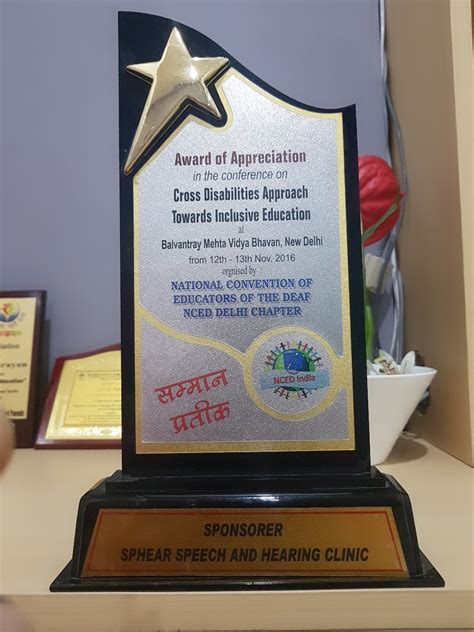 Award of Appreciation
in the conference on
Cross Disabilities Approach
Towards Inclusive Education
at
Balvantray Mehta Vidya Bhavan, New Delhi
from 12th - 13th Nov. 2016
orgnised by
NATIONAL CONVENTION OF
EDUCATORS OF THE DEAF
NCED DELHI CHAPTER
NCED India
सम्मान
प्रतीक
SPONSORER
SPHEAR SPEECH AND HEARING CLINIC